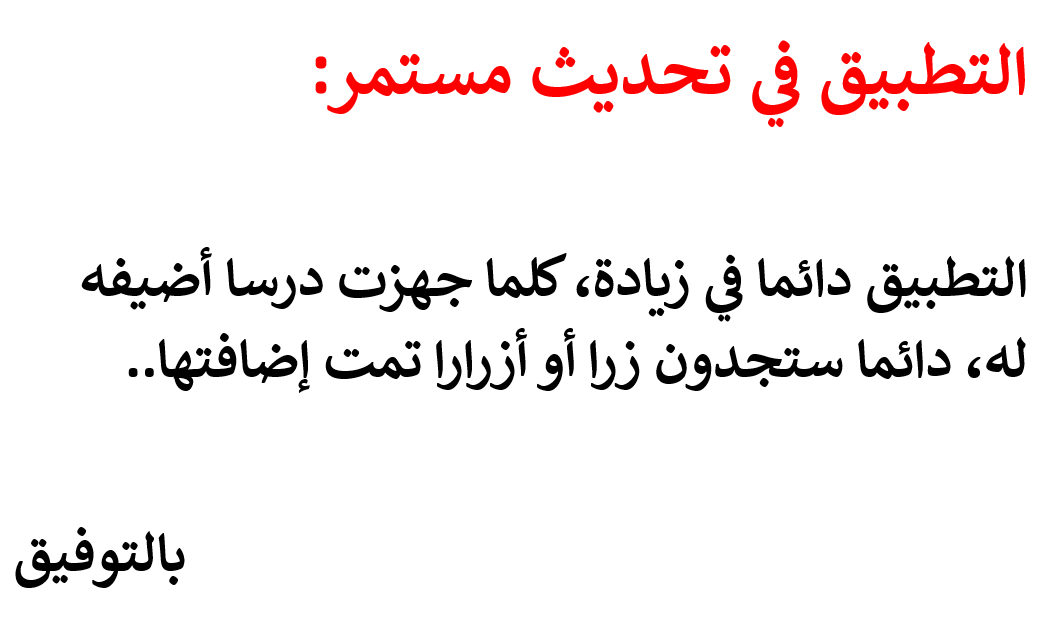 التطبيق في تحديث مستمر:
التطبيق دائما في زيادة، كلما جهزت درسا أضيفه
له، دائما ستجدون زرا أو أزرارا تمت إضافتها..
بالتوفيق